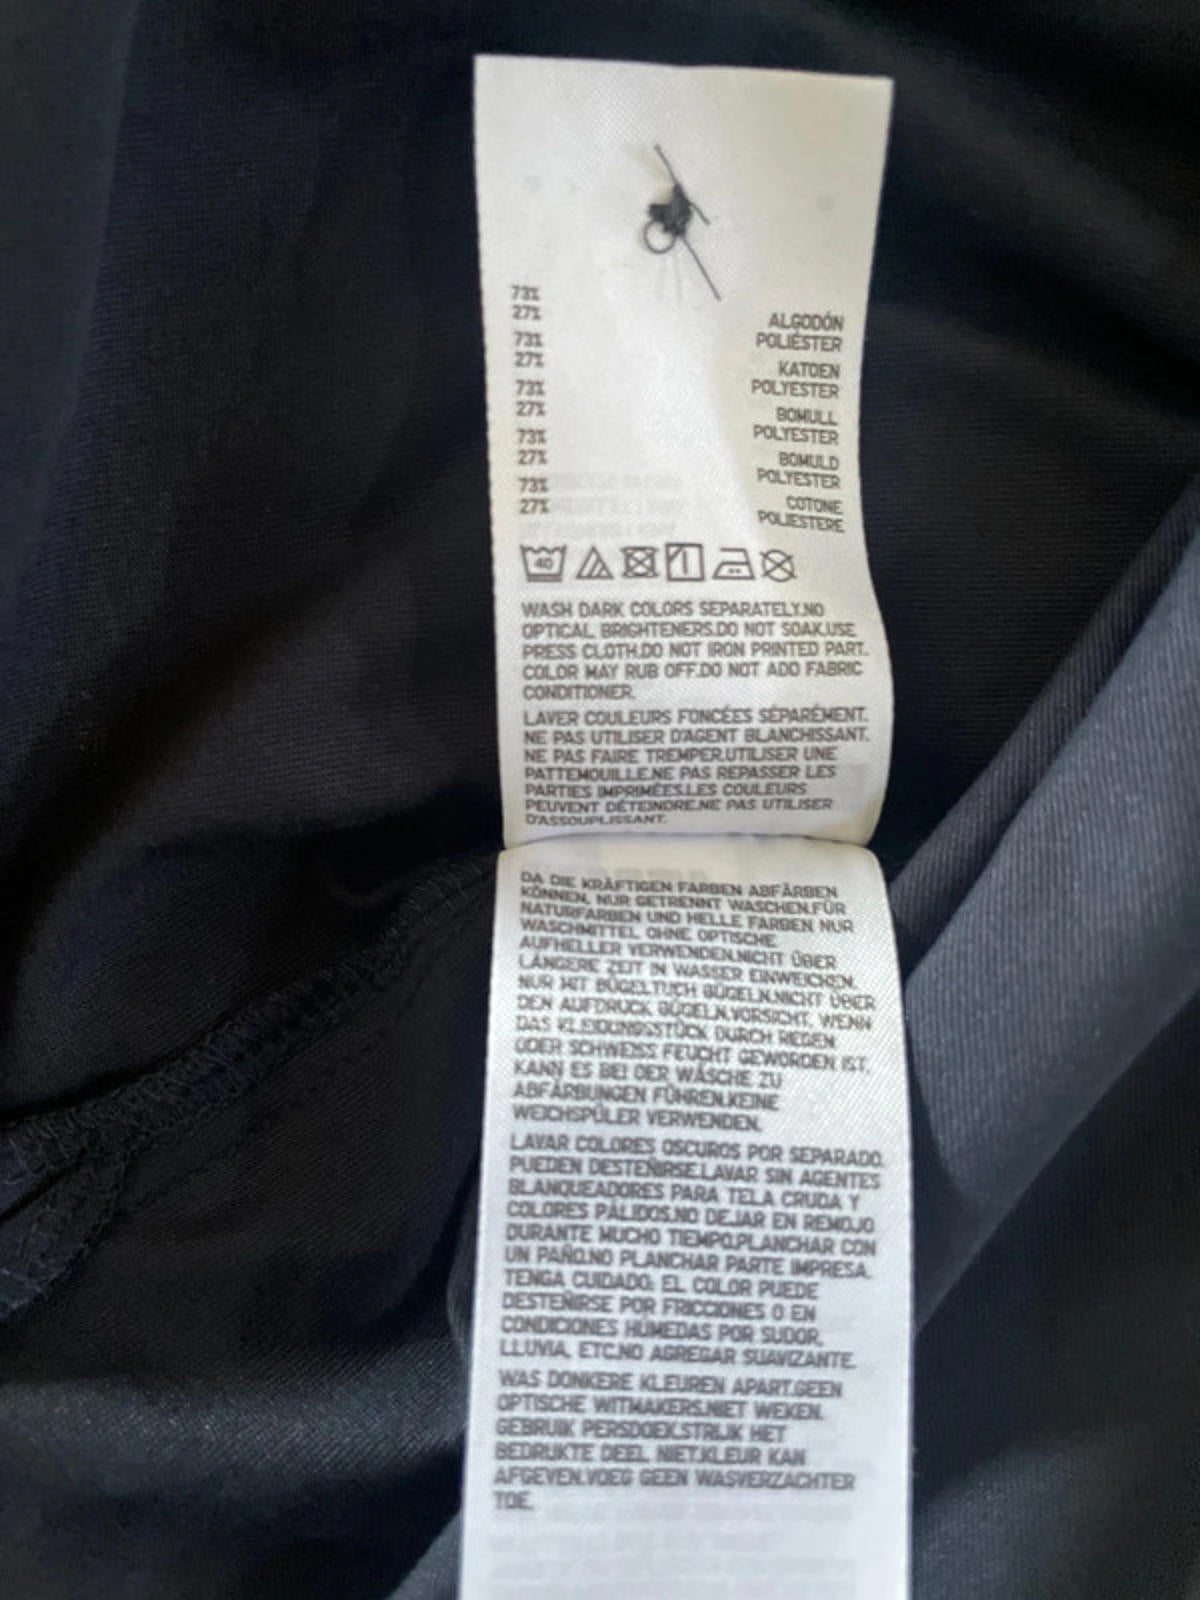 73%
27%
ALGODÓN
POLIÉSTER
73%
27%
KATOEN
POLYESTER
73%
27%
BOMULL
POLYESTER
73%
27%
BOMULD
POLYESTER
73%
27%
COTONE
POLIESTERE
40
WASH DARK COLORS SEPARATELY.NO
OPTICAL BRIGHTENERS.DO NOT SOAK.USE
PRESS CLOTH.DO NOT IRON PRINTED PART.
COLOR MAY RUB OFF.DO NOT ADD FABRIC
CONDITIONER.
LAVER COULEURS FONCÉES SÉPARÉMENT.
NE PAS UTILISER D'AGENT BLANCHISSANT.
NE PAS FAIRE TREMPER.UTILISER UNE
PATTEMOUILLE.NE PAS REPASSER LES
PARTIES IMPRIMÉES.LES COULEURS
PEUVENT DÉTEINDRE.NE PAS UTILISER
D'ASSOUPLISSANT.
DA DIE KRÄFTIGEN FARBEN ABFÄRBEN
KÖNNEN, NUR GETRENNT WASCHEN.FÜR
NATURFARBEN UND HELLE FARBEN NUR
WASCHMITTEL OHNE OPTISCHE
AUFHELLER VERWENDEN.NICHT ÜBER
LÄNGERE ZEIT IN WASSER EINWEICHEN.
NUR MIT BÜGELTUCH BÜGELN.NICHT ÜBER
DEN AUFDRUCK BÜGELN.VORSICHT, WENN
DAS KLEIDUNGSSTÜCK DURCH REGEN
ODER SCHWEISS FEUCHT GEWORDEN IST,
KANN ES BEI DER WÄSCHE ZU
ABFÄRBUNGEN FÜHREN.KEINE
WEICHSPÜLER VERWENDEN.
LAVAR COLORES OSCUROS POR SEPARADO.
PUEDEN DESTEÑIRSE.LAVAR SIN AGENTES
BLANQUEADORES PARA TELA CRUDA Y
COLORES PÁLIDOS.NO DEJAR EN REMOJO
DURANTE MUCHO TIEMPO.PLANCHAR CON
UN PAÑO.NO PLANCHAR PARTE IMPRESA.
TENGA CUIDADO: EL COLOR PUEDE
DESTEÑIRSE POR FRICCIONES O EN
CONDICIONES HÚMEDAS POR SUDOR,
LLUVIA, ETC.NO AGREGAR SUAVIZANTE.
WAS DONKERE KLEUREN APART.GEEN
OPTISCHE WITMAKERS.NIET WEKEN.
GEBRUIK PERSDOEK.STRIJK HET
BEDRUKTE DEEL NIET.KLEUR KAN
AFGEVEN.VOEG GEEN WASVERZACHTER
TOE.